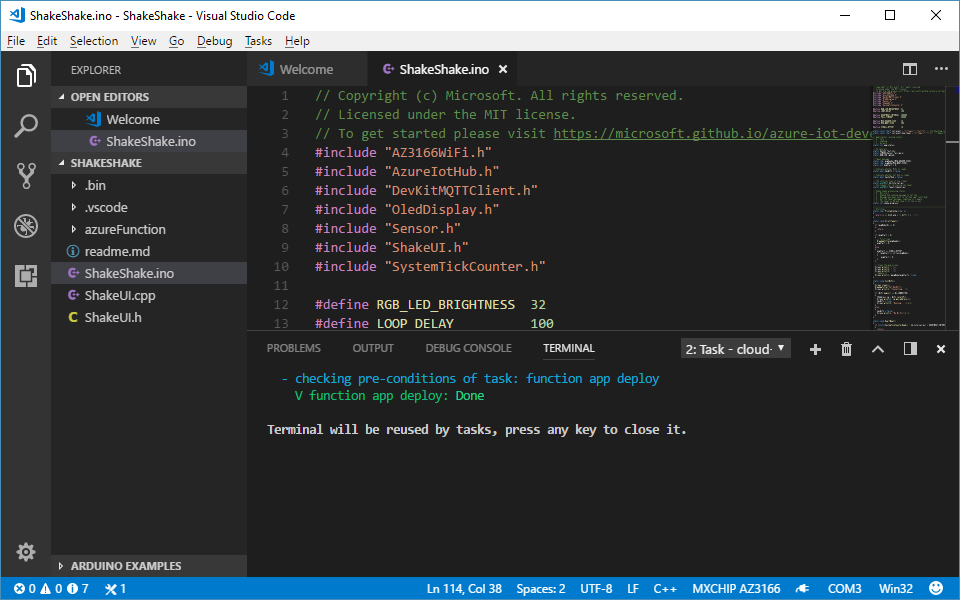 ShakeShake.ino - ShakeShake - Visual Studio Code
File Edit Selection View Go Debug Tasks Help
EXPLORER
OPEN EDITORS
Welcome
ShakeShake.ino
SHAKESHAKE
.bin
.vscode
azureFunction
readme.md
ShakeShake.ino
ShakeUI.cpp
ShakeUI.h
ARDUINO EXAMPLES
Welcome ShakeShake.ino
1 // Copyright (c) Microsoft. All rights reserved.
2 // Licensed under the MIT license.
3 // To get started please visit https://microsoft.github.io/azure-iot-deve
4 #include "AZ3166WiFi.h"
5 #include "AzureIotHub.h"
6 #include "DevKitMQTTClient.h"
7 #include "OledDisplay.h"
8 #include "Sensor.h"
9 #include "ShakeUI.h"
10 #include "SystemTickCounter.h"
11
12 #define RGB_LED_BRIGHTNESS 32
13 #define LOOP_DELAY 100
PROBLEMS OUTPUT DEBUG CONSOLE TERMINAL 2: Task - cloud-
- checking pre-conditions of task: function app deploy
V function app deploy: Done
Terminal will be reused by tasks, press any key to close it.
0 0 7 1 Ln 114, Col 38 Spaces: 2 UTF-8 LF C++ MXCHIP AZ3166 COM3 Win32